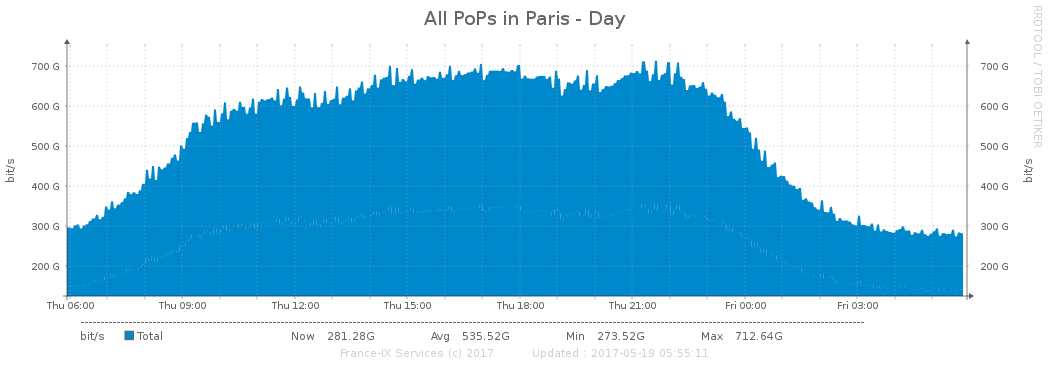 All PoPs in Paris - Day
RRDTOOL / TOBI OETIKER
700 G 700 G
600 G 600 G
500 G 500 G
400 G 400 G
300 G 300 G
200 G 200 G
bit/s
bit/s
Thu 06:00 Thu 09:00 Thu 12:00 Thu 15:00 Thu 18:00 Thu 21:00 Fri 00:00 Fri 03:00
bit/s Total Now 281.28G Avg 535.52G Min 273.52G Max 712.64G
France-IX Services (c) 2017 Updated : 2017-05-19 05:55:11